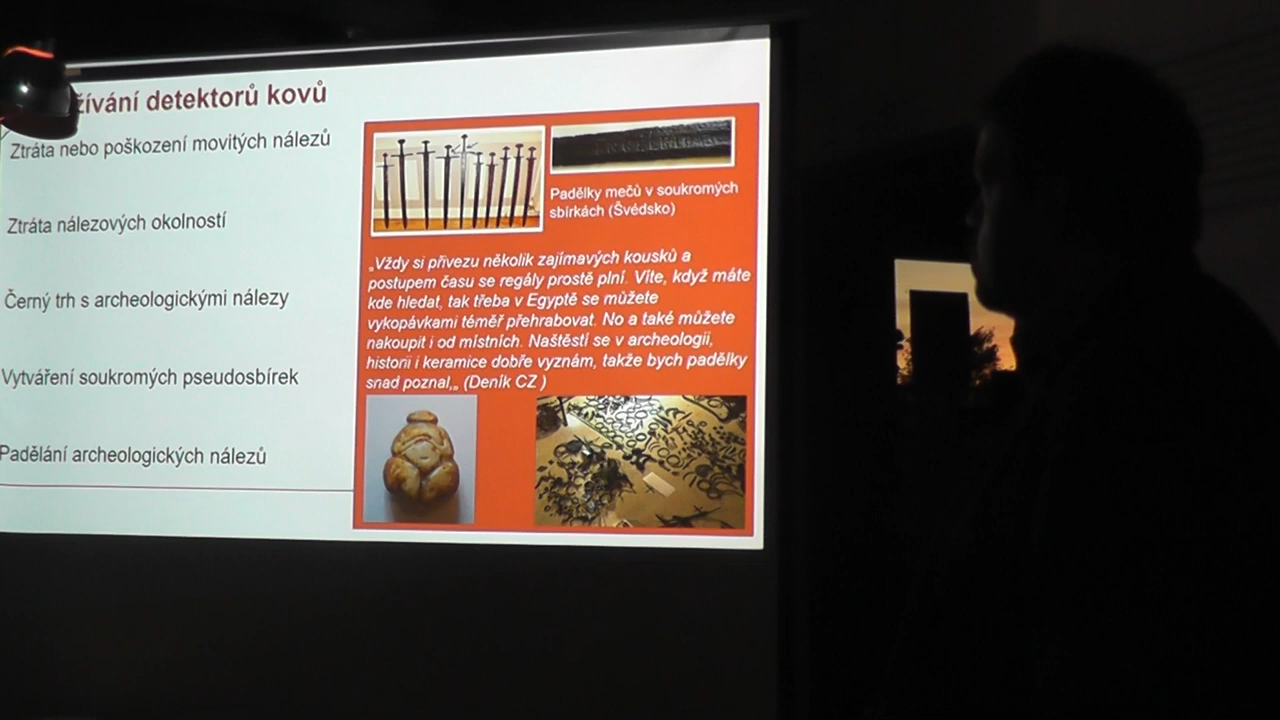 žívání detektorů kovů
Ztráta nebo poškození movitých nálezů
Ztráta nálezových okolností
Černý trh s archeologickými nálezy
Vytváření soukromých pseudosbírek
Padělání archeologických nálezů
Padělky mečů v soukromých
sbírkách (Švédsko)
„Vždy si přivezu několik zajímavých kousků a
postupem času se regály prostě plní. Víte, když máte
kde hledat, tak třeba v Egyptě se můžete
vykopávkami téměř přehrabovat. No a také můžete
nakoupit i od místních. Naštěstí se v archeologii,
historii i keramice dobře vyznám, takže bych padělky
snad poznal„ (Deník CZ )